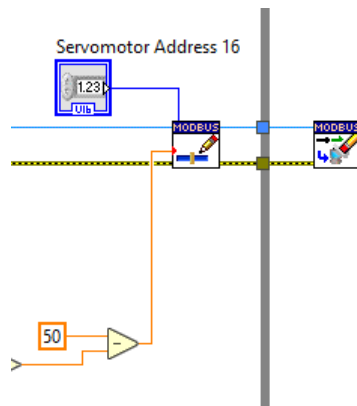 Servomotor Address 16
1.23
U16
MODBUS
MODBUS
50
-